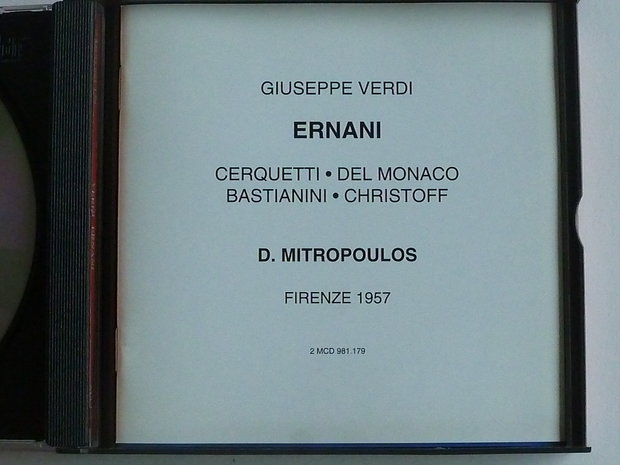 GIUSEPPE VERDI
ERNANI
CERQUETTI • DEL MONACO
BASTIANINI • CHRISTOFF
D. MITROPOULOS
FIRENZE 1957
2 MCD 981.179